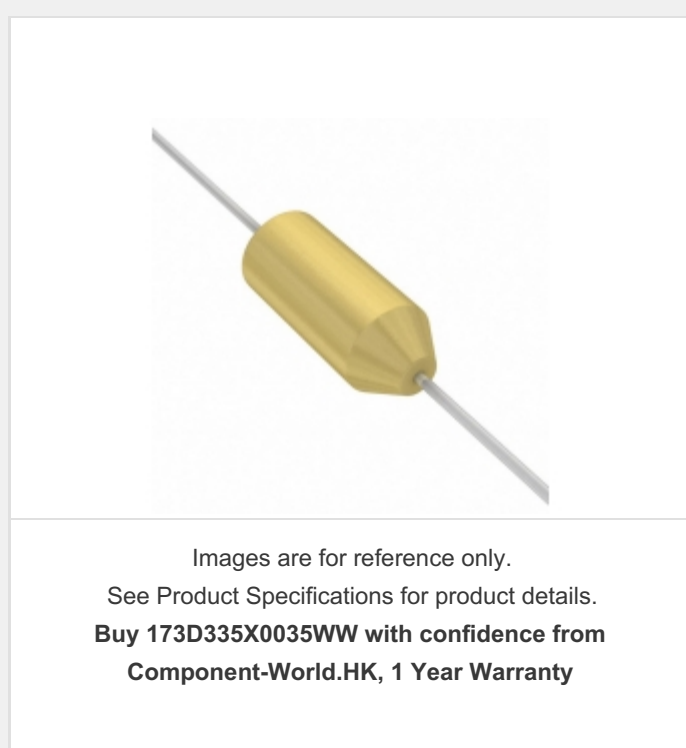 Images are for reference only.
See Product Specifications for product details.
Buy 173D335X0035WW with confidence from
Component-World.HK, 1 Year Warranty